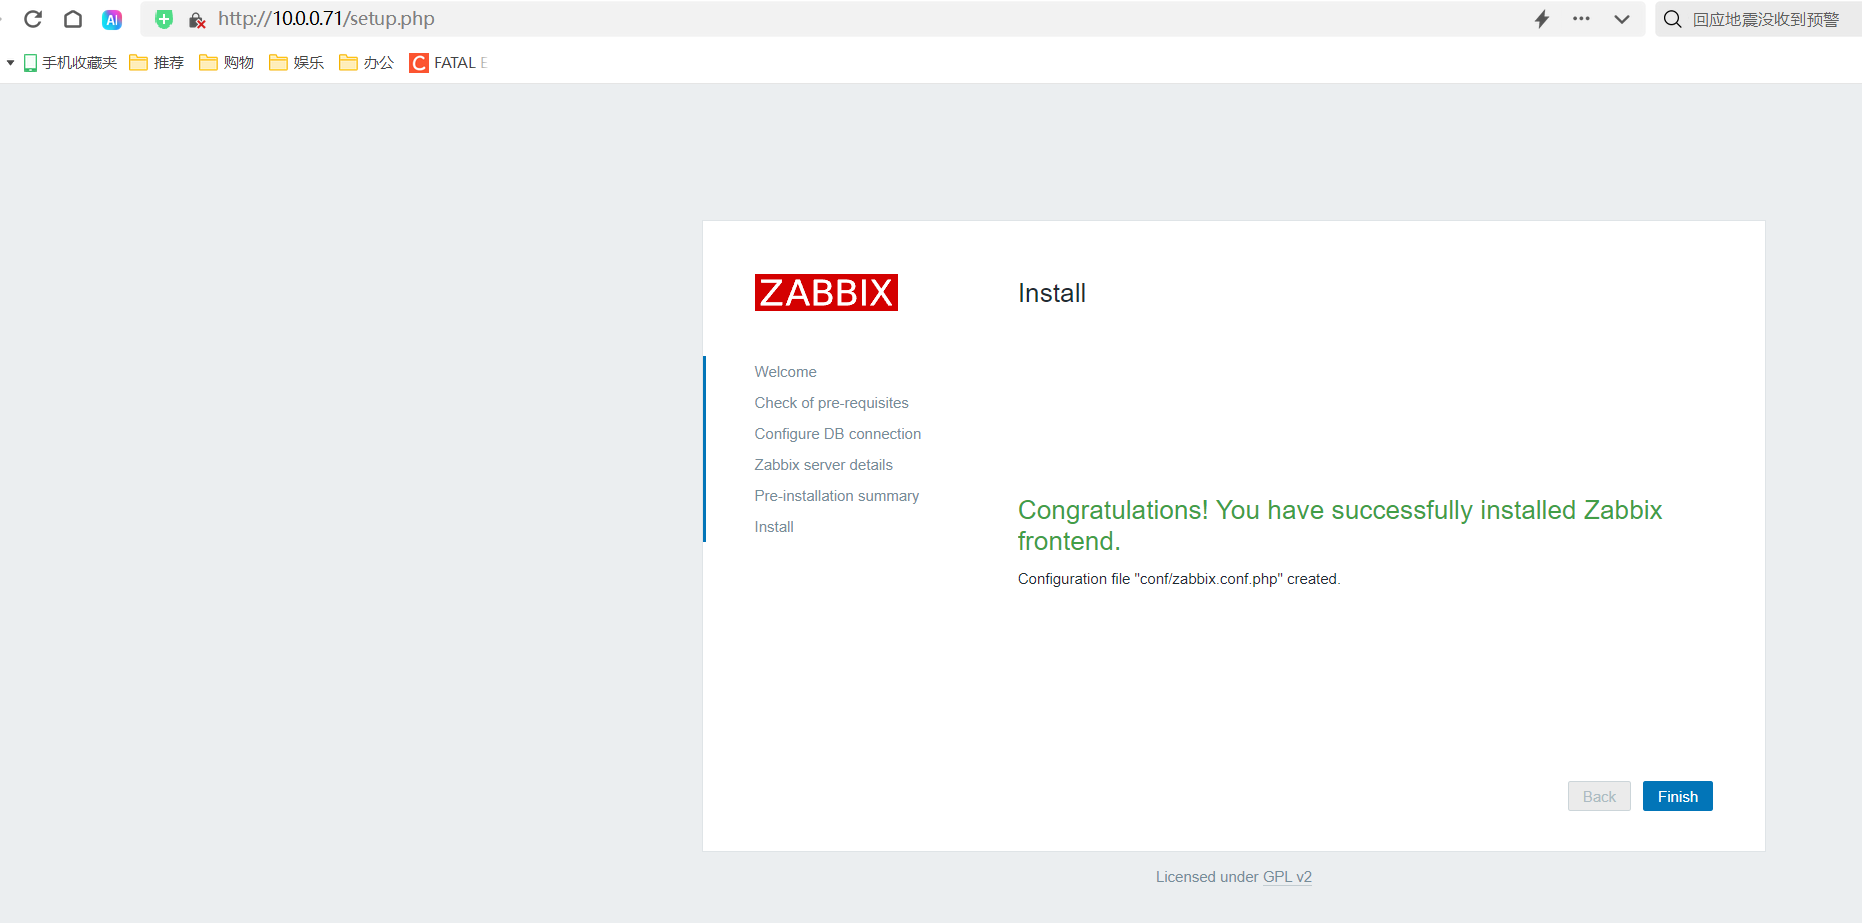 AI
http://10.0.0.71/setup.php
回应地震没收到预警
手机收藏夹 推荐 购物 娱乐 办公 C FATAL E
ZABBIX
Install
Welcome
Check of pre-requisites
Configure DB connection
Zabbix server details
Pre-installation summary
Install
Congratulations! You have successfully installed Zabbix
frontend.
Configuration file "conf/zabbix.conf.php" created.
Back Finish
Licensed under GPL v2